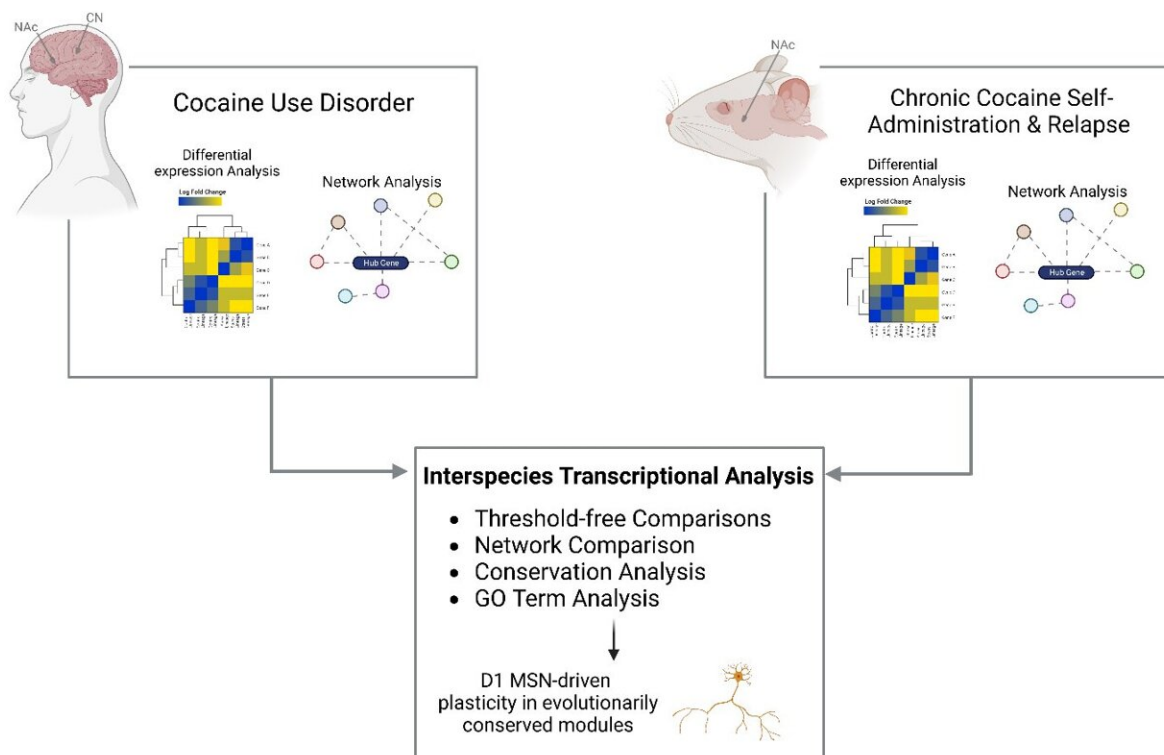 NAc
CN
Cocaine Use Disorder
Differential
expression Analysis
Log Fold Change
Gene F
Network Analysis
Hub Gene
NAc
Chronic Cocaine Self-
Administration & Relapse
Differential
expression Analysis
Log Fold Change
Network Analysis
Hub Gene
Interspecies Transcriptional Analysis
• Threshold-free Comparisons
• Network Comparison
• Conservation Analysis
• GO Term Analysis
D1 MSN-driven
plasticity in evolutionarily
conserved modules